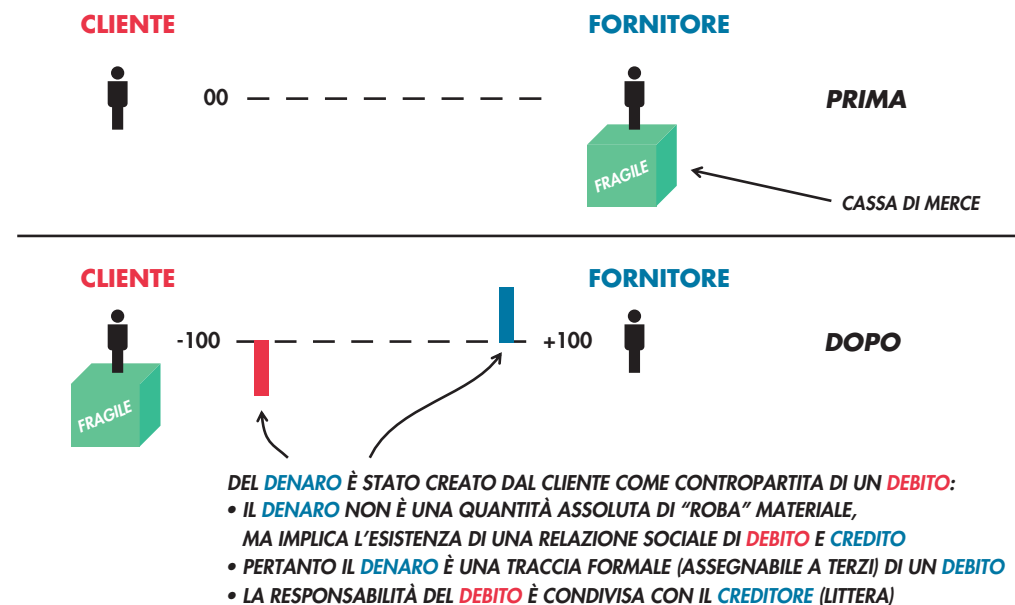 CLIENTE
FORNITORE
00
PRIMA
FRAGILE
CASSA DI MERCE
CLIENTE
FORNITORE
-100
+100
DOPO
FRAGILE
DEL DENARO È STATO CREATO DAL CLIENTE COME CONTROPARTITA DI UN DEBITO:
• IL DENARO NON È UNA QUANTITÀ ASSOLUTA DI “ROBA” MATERIALE,
MA IMPLICA L’ESISTENZA DI UNA RELAZIONE SOCIALE DI DEBITO E CREDITO
• PERTANTO IL DENARO È UNA TRACCIA FORMALE (ASSEGNABILE A TERZI) DI UN DEBITO
• LA RESPONSABILITÀ DEL DEBITO È CONDIVISA CON IL CREDITORE (LITTERA)